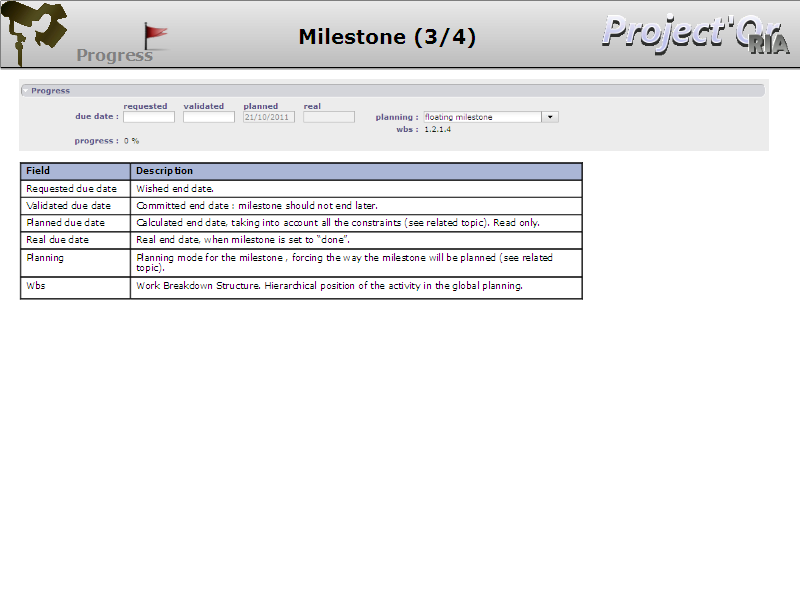 Progress
Milestone (3/4)
Project'Or
RIA
Progress
requested validated planned real
due date : 21/10/2011 planning : floating milestone
wbs : 1.2.1.4
progress : 0 %
Field Description
Requested due date Wished end date.
Validated due date Committed end date : milestone should not end later.
Planned due date Calculated end date, taking into account all the constraints (see related topic). Read only.
Real due date Real end date, when milestone is set to “done”.
Planning Planning mode for the milestone , forcing the way the milestone will be planned (see related
topic).
Wbs Work Breakdown Structure. Hierarchical position of the activity in the global planning.